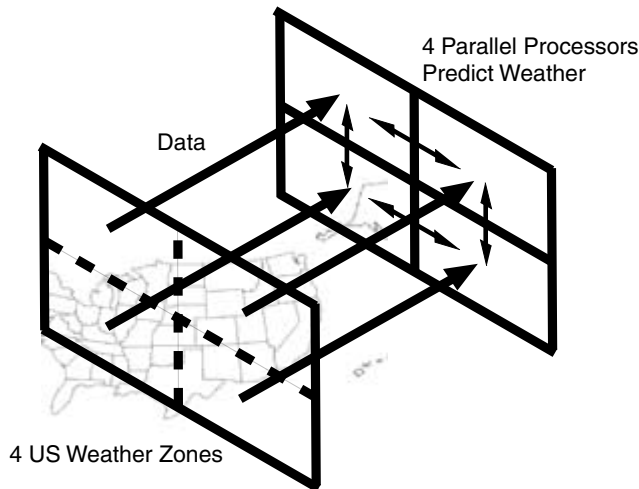 4 Parallel Processors
Predict Weather
Data
4 US Weather Zones